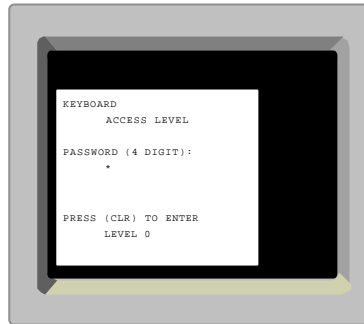 KEYBOARD
ACCESS LEVEL
PASSWORD (4 DIGIT):
*
PRESS (CLR) TO ENTER
LEVEL 0